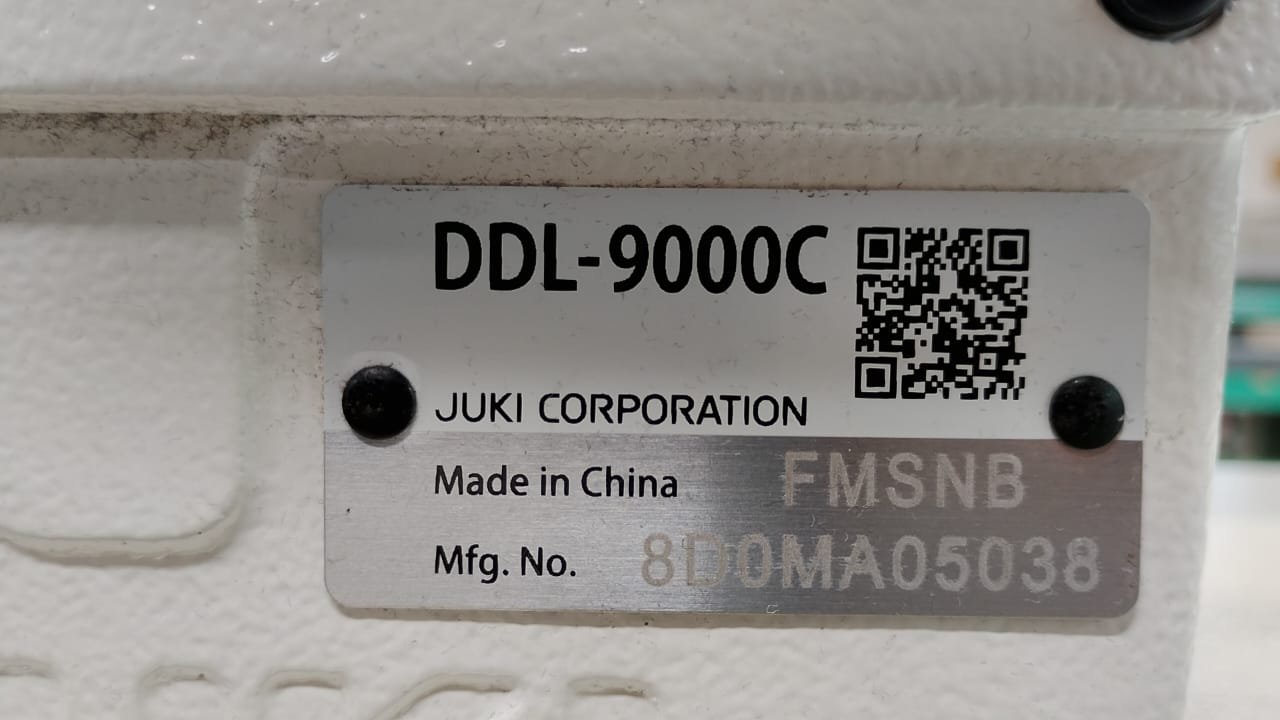 DDL-9000C
JUKI CORPORATION
Made in China FMSNB
Mfg. No. 8D0MA05038